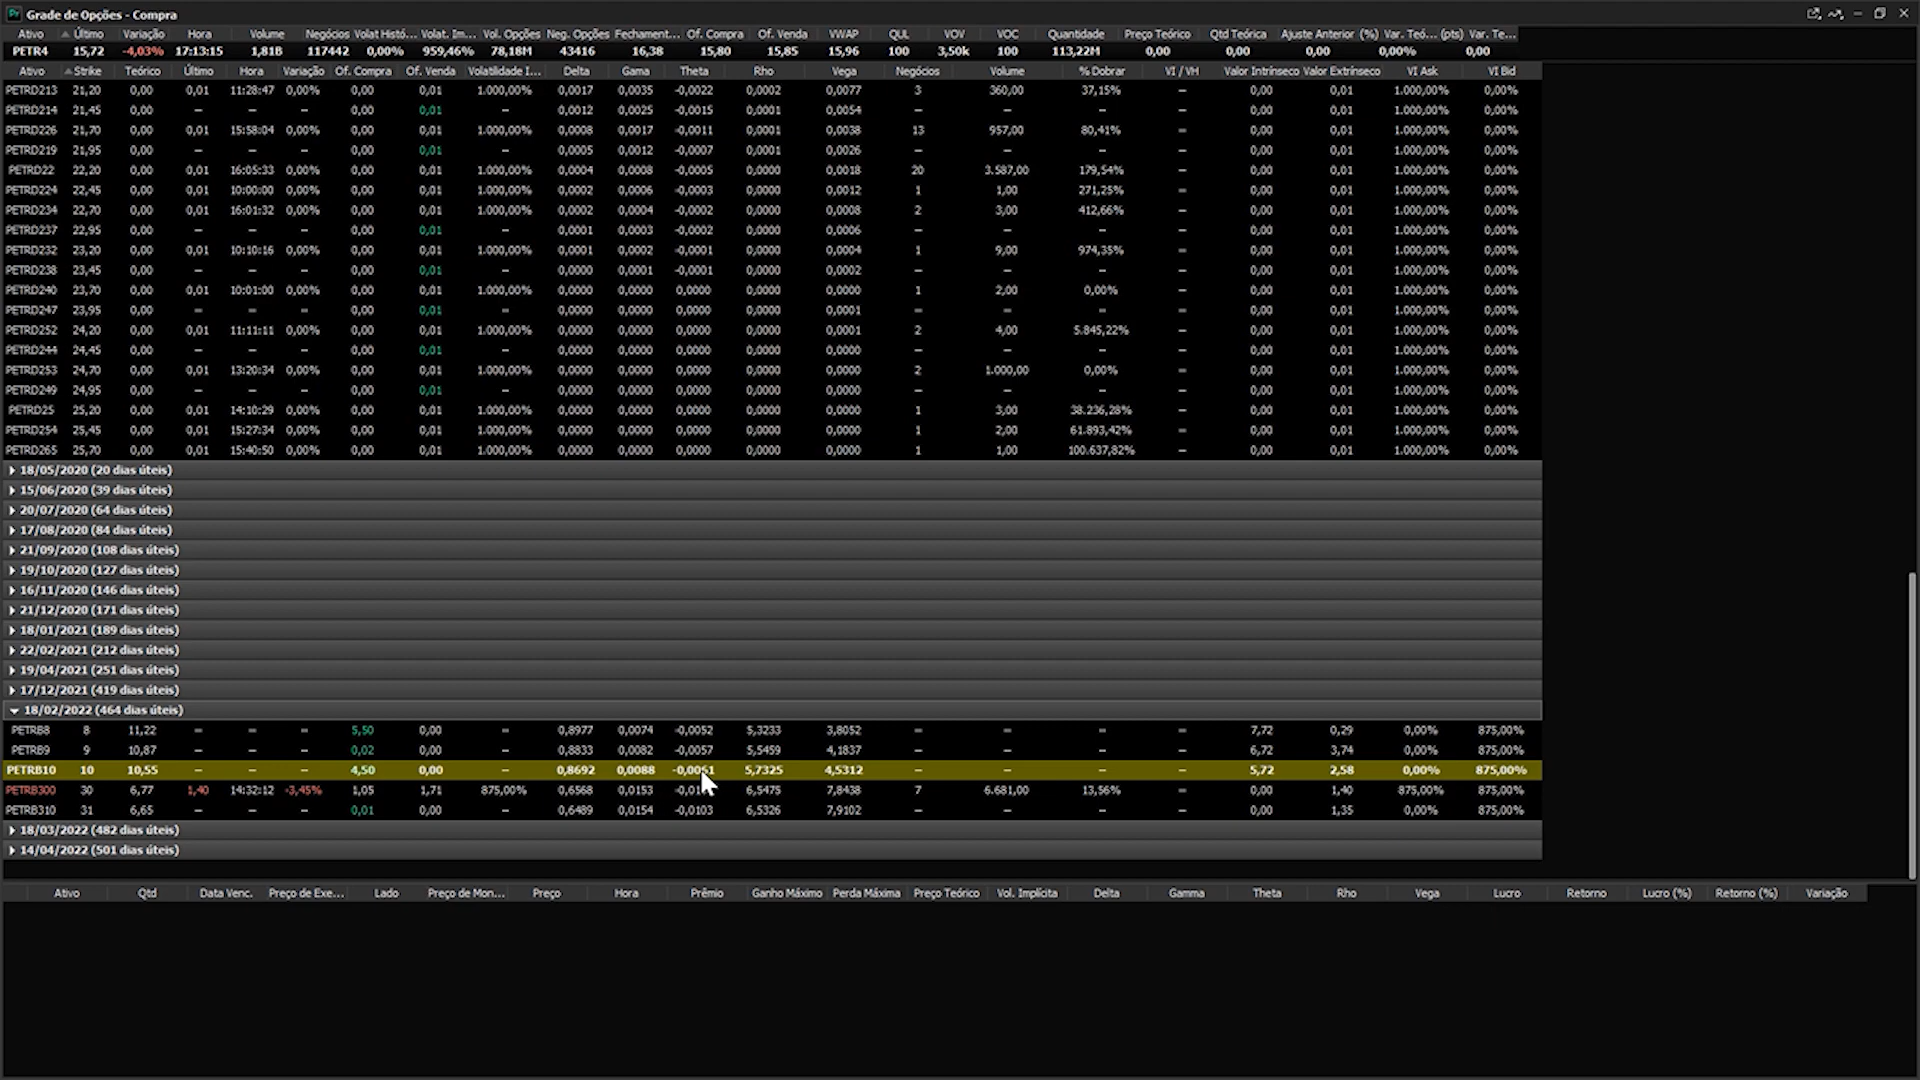 Grade de Opções - Compra
Ativo Último Variação Hora Volume Negócios Volat Histó... Volat. Im... Vol. Opções Neg. Opções Fechament... Of. Compra Of. Venda VWAP QUL VOV VOC Quantidade Preço Teórico Qtd Teórica Ajuste Anterior (%) Var. Teó... (pts) Var. Te...
PETR4 15,72 -4,03% 17:13:15 1,81B 117442 0,00% 959,46% 78,18M 43416 16,38 15,80 15,85 15,96 100 3,50k 100 113,22M 0,00 0,00 0,00 0,00% 0,00
Ativo Strike Teórico Último Hora Variação Of. Compra Of. Venda Volatilidade I... Delta Gama Theta Rho Vega Negócios Volume % Dobrar VI / VH Valor Intrínseco Valor Extrínseco VI Ask VI Bid
PETRD213 21,20 0,00 0,01 11:28:47 0,00% 0,00 0,01 1.000,00% 0,0017 0,0035 -0,0022 0,0002 0,0077 3 360,00 37,15% – 0,00 0,01 1.000,00% 0,00%
PETRD214 21,45 0,00 – – – 0,00 0,01 – 0,0012 0,0025 -0,0015 0,0001 0,0054 – – – – 0,00 0,01 1.000,00% 0,00%
PETRD226 21,70 0,00 0,01 15:58:04 0,00% 0,00 0,01 1.000,00% 0,0008 0,0017 -0,0011 0,0001 0,0038 13 957,00 80,41% – 0,00 0,01 1.000,00% 0,00%
PETRD219 21,95 0,00 – – – 0,00 0,01 – 0,0005 0,0012 -0,0007 0,0001 0,0026 – – – – 0,00 0,01 1.000,00% 0,00%
PETRD22 22,20 0,00 0,01 16:05:33 0,00% 0,00 0,01 1.000,00% 0,0004 0,0008 -0,0005 0,0000 0,0018 20 3.587,00 179,54% – 0,00 0,01 1.000,00% 0,00%
PETRD224 22,45 0,00 0,01 10:00:00 0,00% 0,00 0,01 1.000,00% 0,0002 0,0006 -0,0003 0,0000 0,0012 1 1,00 271,25% – 0,00 0,01 1.000,00% 0,00%
PETRD234 22,70 0,00 0,01 16:01:32 0,00% 0,00 0,01 1.000,00% 0,0002 0,0004 -0,0002 0,0000 0,0008 2 3,00 412,66% – 0,00 0,01 1.000,00% 0,00%
PETRD237 22,95 0,00 – – – 0,00 0,01 – 0,0001 0,0003 -0,0002 0,0000 0,0006 – – – – 0,00 0,01 1.000,00% 0,00%
PETRD232 23,20 0,00 0,01 10:10:16 0,00% 0,00 0,01 1.000,00% 0,0001 0,0002 -0,0001 0,0000 0,0004 1 9,00 974,35% – 0,00 0,01 1.000,00% 0,00%
PETRD238 23,45 0,00 – – – 0,00 0,01 – 0,0000 0,0001 -0,0001 0,0000 0,0002 – – – – 0,00 0,01 1.000,00% 0,00%
PETRD240 23,70 0,00 0,01 10:01:00 0,00% 0,00 0,01 1.000,00% 0,0000 0,0000 0,0000 0,0000 0,0001 1 2,00 0,00% – 0,00 0,01 1.000,00% 0,00%
PETRD247 23,95 0,00 – – – 0,00 0,01 – 0,0000 0,0000 0,0000 0,0000 0,0001 – – – – 0,00 0,01 1.000,00% 0,00%
PETRD252 24,20 0,00 0,01 11:11:11 0,00% 0,00 0,01 1.000,00% 0,0000 0,0000 0,0000 0,0000 0,0001 2 4,00 5.845,22% – 0,00 0,01 1.000,00% 0,00%
PETRD244 24,45 0,00 – – – 0,00 0,01 – 0,0000 0,0000 0,0000 0,0000 0,0000 – – – – 0,00 0,01 1.000,00% 0,00%
PETRD253 24,70 0,00 0,01 13:20:34 0,00% 0,00 0,01 1.000,00% 0,0000 0,0000 0,0000 0,0000 0,0000 2 1.000,00 0,00% – 0,00 0,01 1.000,00% 0,00%
PETRD249 24,95 0,00 – – – 0,00 0,01 – 0,0000 0,0000 0,0000 0,0000 0,0000 – – – – 0,00 0,01 1.000,00% 0,00%
PETRD25 25,20 0,00 0,01 14:10:29 0,00% 0,00 0,01 1.000,00% 0,0000 0,0000 0,0000 0,0000 0,0000 1 3,00 38.236,28% – 0,00 0,01 1.000,00% 0,00%
PETRD254 25,45 0,00 0,01 15:27:34 0,00% 0,00 0,01 1.000,00% 0,0000 0,0000 0,0000 0,0000 0,0000 1 2,00 61.893,42% – 0,00 0,01 1.000,00% 0,00%
PETRD265 25,70 0,00 0,01 15:40:50 0,00% 0,00 0,01 1.000,00% 0,0000 0,0000 0,0000 0,0000 0,0000 1 1,00 100.637,82% – 0,00 0,01 1.000,00% 0,00%
18/05/2020 (20 dias úteis)
15/06/2020 (39 dias úteis)
20/07/2020 (64 dias úteis)
17/08/2020 (84 dias úteis)
21/09/2020 (108 dias úteis)
19/10/2020 (127 dias úteis)
16/11/2020 (146 dias úteis)
21/12/2020 (171 dias úteis)
18/01/2021 (189 dias úteis)
22/02/2021 (212 dias úteis)
19/04/2021 (251 dias úteis)
17/12/2021 (419 dias úteis)
18/02/2022 (464 dias úteis)
PETRB8 8 11,22 – – – 5,50 0,00 0,8977 0,0074 -0,0052 5,3233 3,8052 – – – – 7,72 0,29 0,00% 875,00%
PETRB9 9 10,87 – – – 0,02 0,00 0,8833 0,0082 -0,0057 5,5459 4,1837 – – – – 6,72 3,74 0,00% 875,00%
PETRB10 10 10,55 – – – 4,50 0,00 0,8692 0,0088 -0,0061 5,7325 4,5312 – – – – 5,72 2,58 0,00% 875,00%
PETRB300 30 6,77 1,40 14:32:12 -3,45% 1,05 1,71 875,00% 0,6568 0,0153 6,5475 7,8438 7 6.681,00 13,56% – 0,00 1,40 875,00% 875,00%
PETRB310 31 6,65 – – – 0,01 0,00 0,6489 0,0154 -0,0103 6,5326 7,9102 – – – – 0,00 1,35 0,00% 875,00%
18/03/2022 (482 dias úteis)
14/04/2022 (501 dias úteis)
Ativo Qtd Data Venc. Preço de Exe... Lado Preço de Mon... Preço Hora Prêmio Ganho Máximo Perda Máxima Preço Teórico Vol. Implícita Delta Gamma Theta Rho Vega Lucro Retorno Lucro (%) Retorno (%) Variação